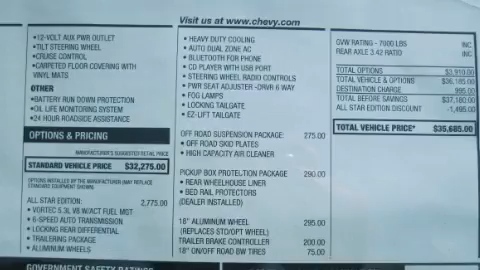 Visit us at www.chevy.com
•12-VOLT AUX PWR OUTLET
•TILT STEERING WHEEL
•CRUISE CONTROL
•CARPETED FLOOR COVERING WITH
VINYL MATS
OTHER
•BATTERY RUN DOWN PROTECTION
•OIL LIFE MONITORING SYSTEM
•24 HOUR ROADSIDE ASSISTANCE
OPTIONS & PRICING
MANUFACTURER'S SUGGESTED RETAIL PRICE
STANDARD VEHICLE PRICE $32,275.00
OPTIONS INSTALLED BY THE MANUFACTURER (MAY REPLACE
STANDARD EQUIPMENT SHOWN)
ALL STAR EDITION: 2,775.00
• VORTEC 5.3L V8 W/ACT FUEL MGT
• 6-SPEED AUTO TRANSMISSION
• LOCKING REAR DIFFERENTIAL
• TRAILERING PACKAGE
• ALUMINUM WHEELS
• HEAVY DUTY COOLING
• AUTO DUAL ZONE AC
• BLUETOOTH FOR PHONE
• CD PLAYER WITH USB PORT
• STEERING WHEEL RADIO CONTROLS
• PWR SEAT ADJUSTER -DRVR 6 WAY
• FOG LAMPS
• LOCKING TAILGATE
• EZ-LIFT TAILGATE
OFF ROAD SUSPENSION PACKAGE: 275.00
• OFF ROAD SKID PLATES
• HIGH CAPACITY AIR CLEANER
PICKUP BOX PROTECTION PACKAGE 290.00
• REAR WHEELHOUSE LINER
• BED RAIL PROTECTORS
(DEALER INSTALLED)
18" ALUMINUM WHEEL 295.00
(REPLACES STD/OPT WHEEL)
TRAILER BRAKE CONTROLLER 200.00
18" ON/OFF ROAD BW TIRES 75.00
GVW RATING - 7000 LBS INC.
REAR AXLE 3.42 RATIO INC.
TOTAL OPTIONS $3,910.00
TOTAL VEHICLE & OPTIONS $36,185.00
DESTINATION CHARGE 995.00
TOTAL BEFORE SAVINGS $37,180.00
ALL STAR EDITION DISCOUNT -1,495.00
TOTAL VEHICLE PRICE* $35,685.00
GOVERNMENT SAFETY RATINGS